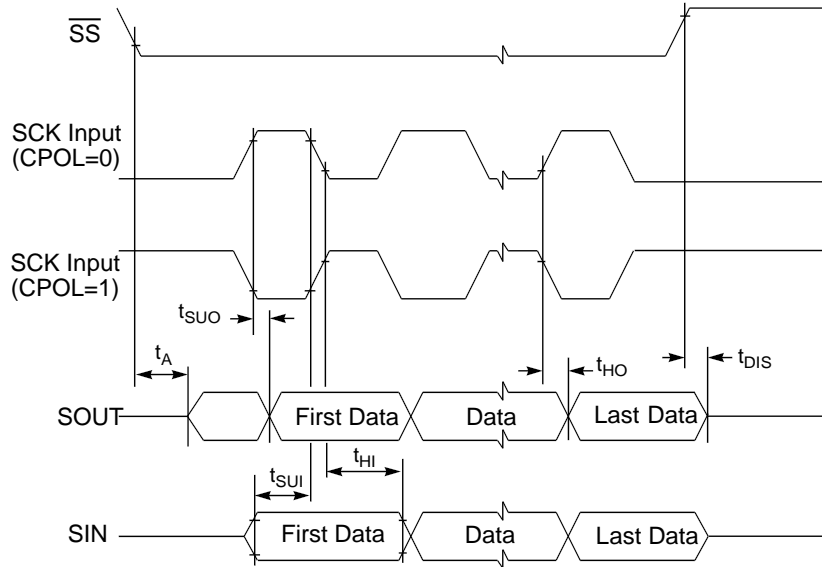 SS
SCK Input
(CPOL=0)
SCK Input
(CPOL=1)
tSUO
tA
tHO
tDIS
SOUT
First Data
Data
Last Data
tSUI
tHI
SIN
First Data
Data
Last Data